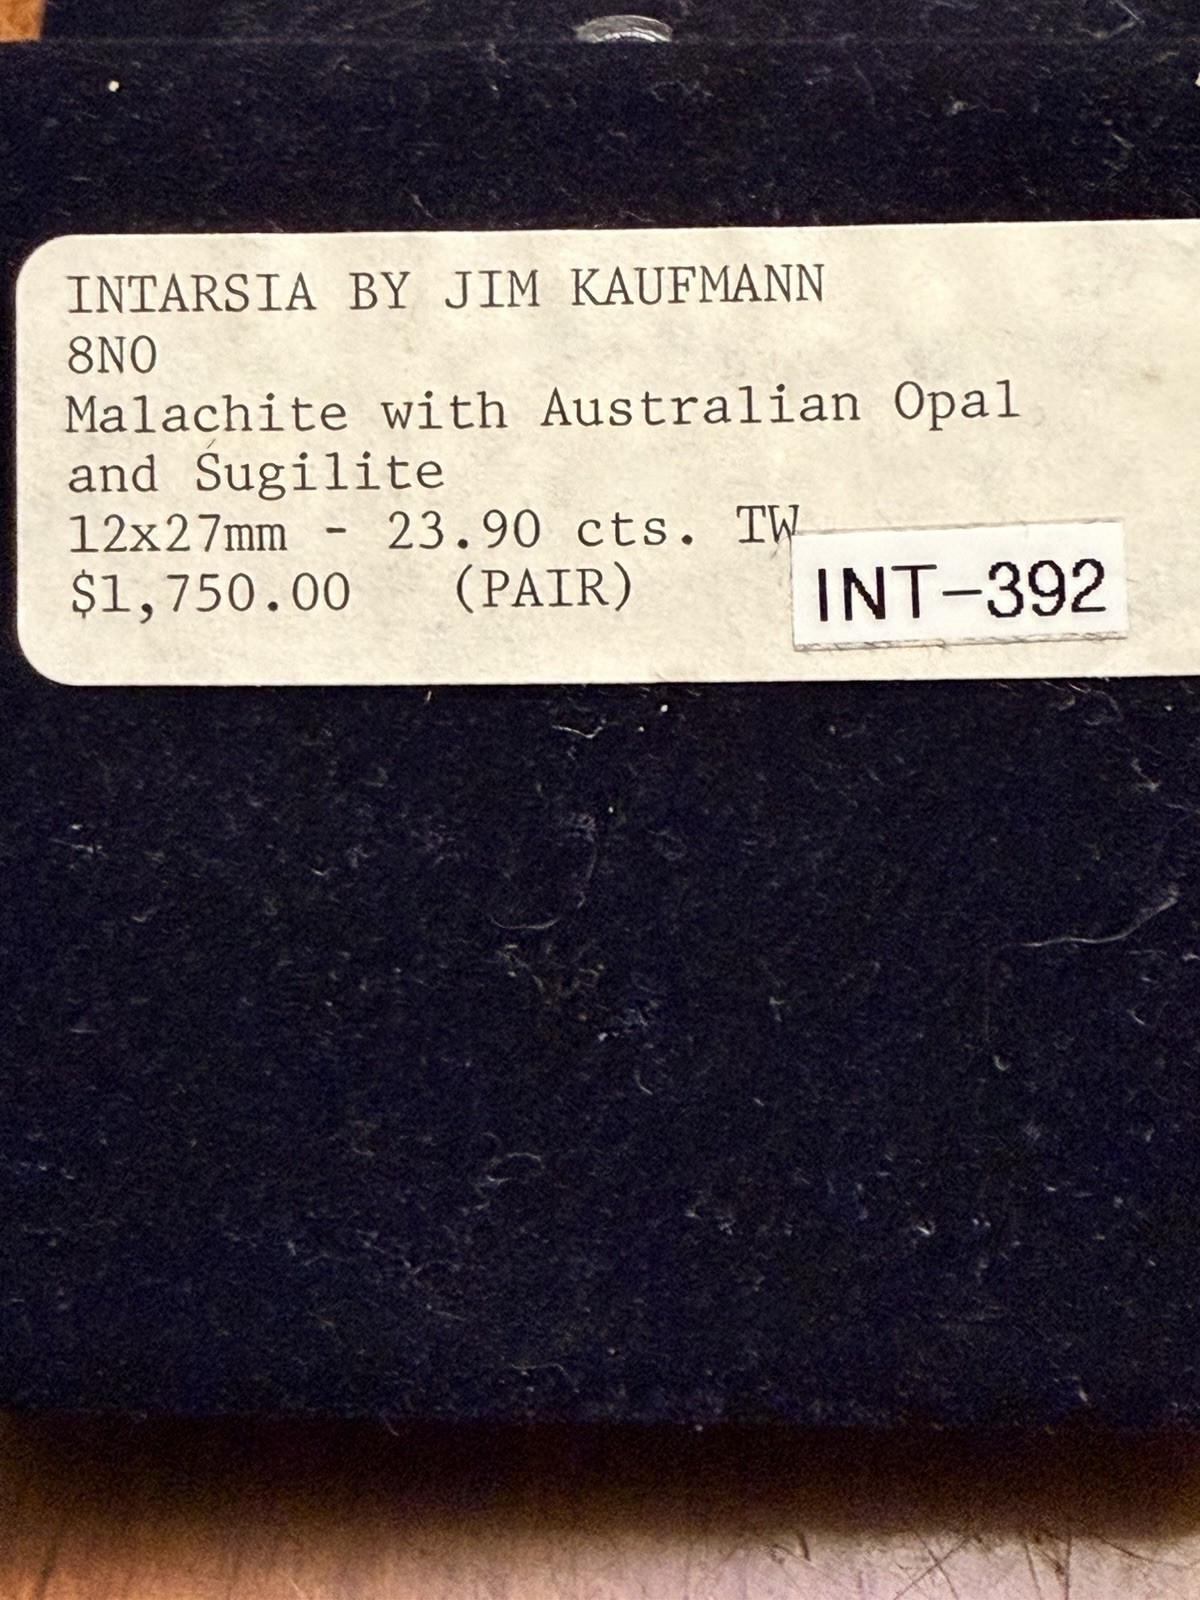 INTARSIA BY JIM KAUFMANN
8NO
Malachite with Australian Opal
and Sugilite
12x27mm - 23.90 cts. TW
$1,750.00 (PAIR)
INT-392